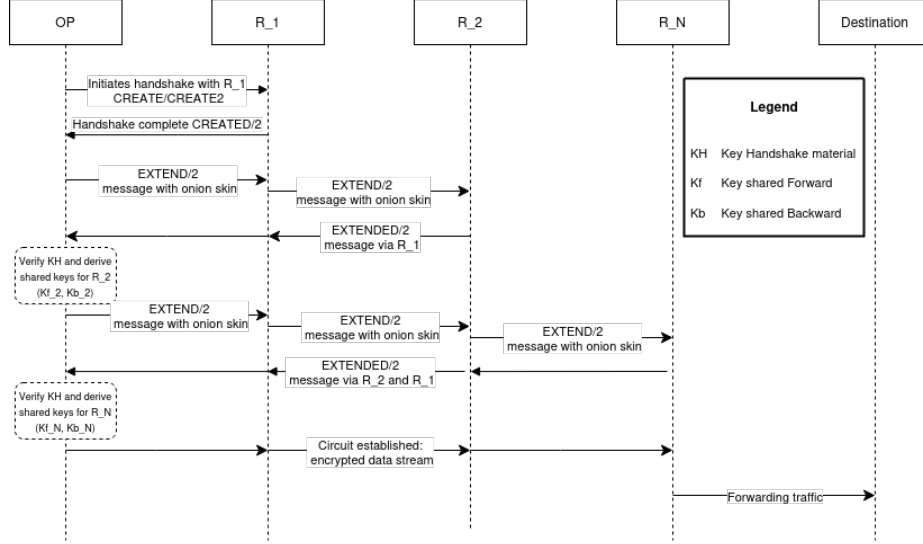 OP
R_1
R_2
R_N
Destination
Initiates handshake with R_1
CREATE/CREATE2
Legend
Handshake complete CREATED/2
KH Key Handshake material
EXTEND/2
message with onion skin
EXTEND/2
message with onion skin
Kf Key shared Forward
Kb Key shared Backward
EXTENDED/2
message via R_1
Verify KH and derive
shared keys for R_2
(Kf_2, Kb_2)
EXTEND/2
message with onion skin
EXTEND/2
message with onion skin
EXTEND/2
message with onion skin
EXTENDED/2
message via R_2 and R_1
Verify KH and derive
shared keys for R_N
(Kf_N, Kb_N)
Circuit established:
encrypted data stream
Forwarding traffic